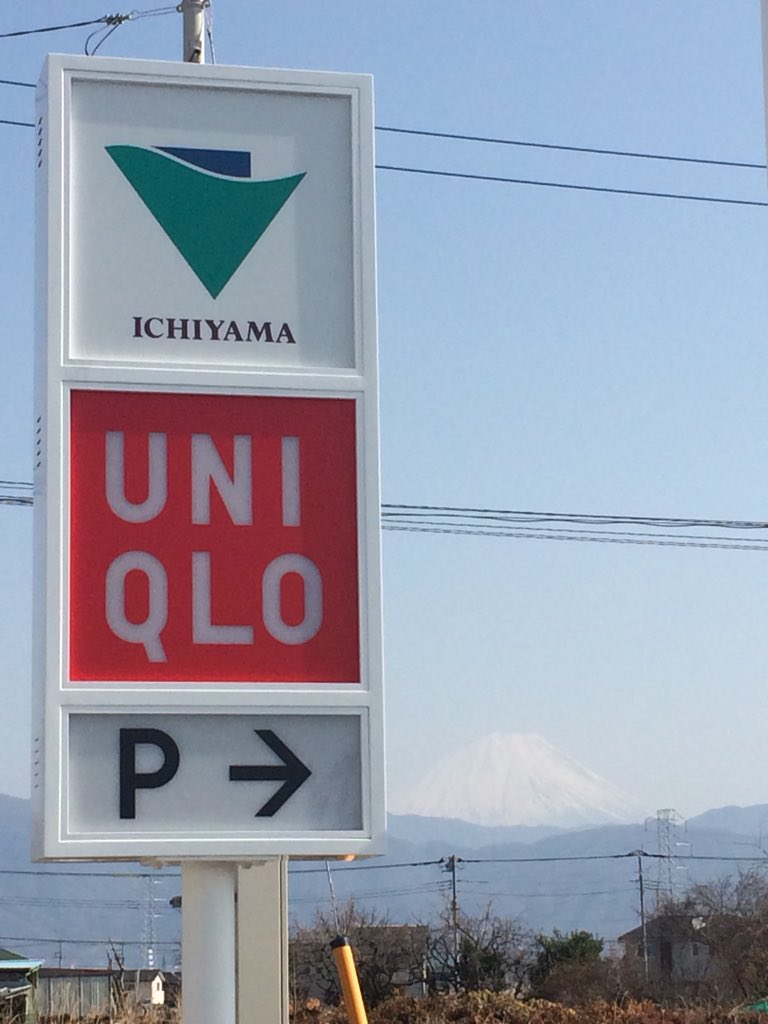 ICHIYAMA
UNI
QLO
P →